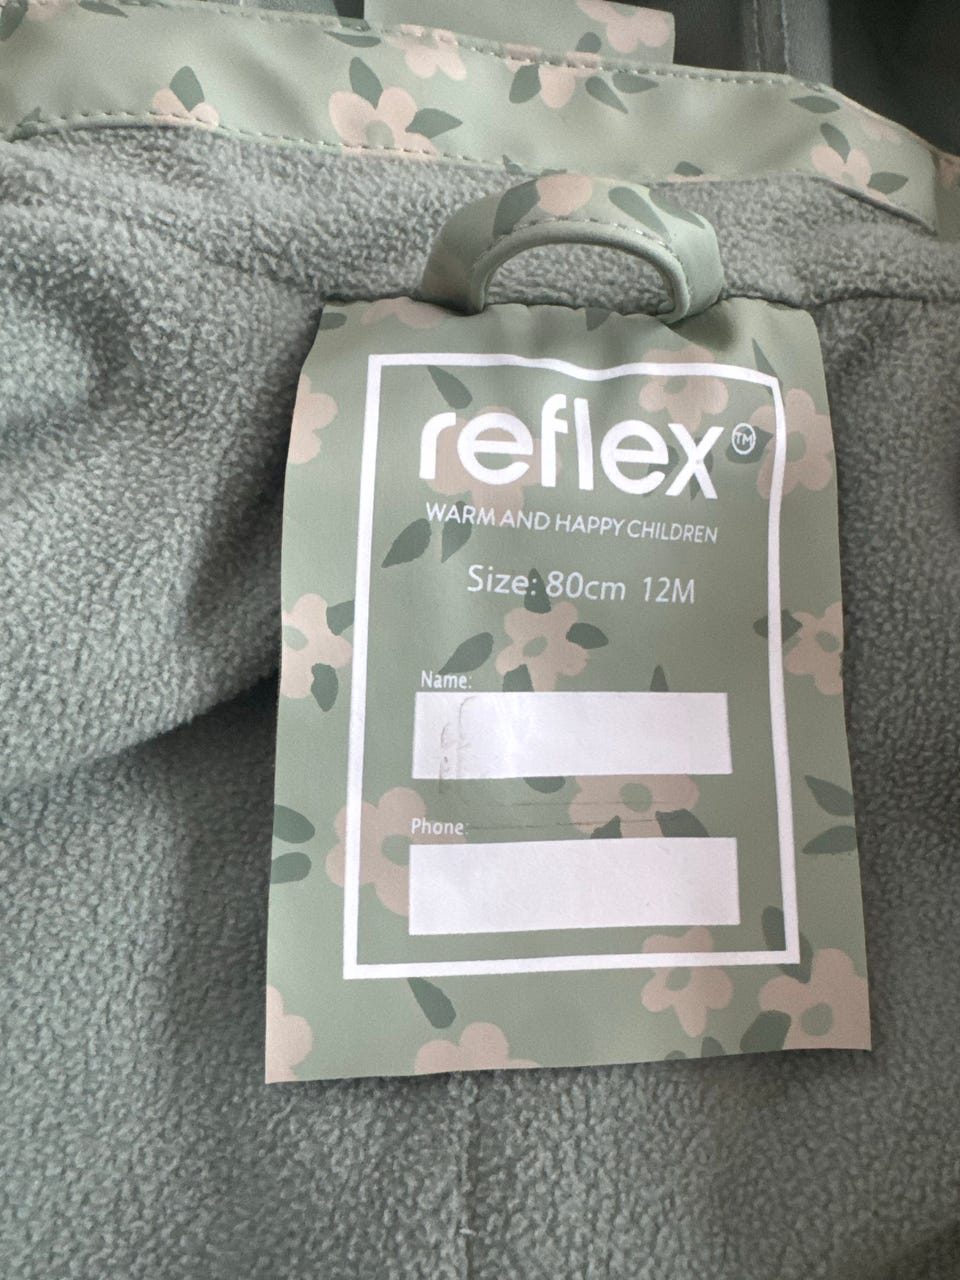 reflex™
WARM AND HAPPY CHILDREN
Size: 80cm 12M
Name:
Phone: